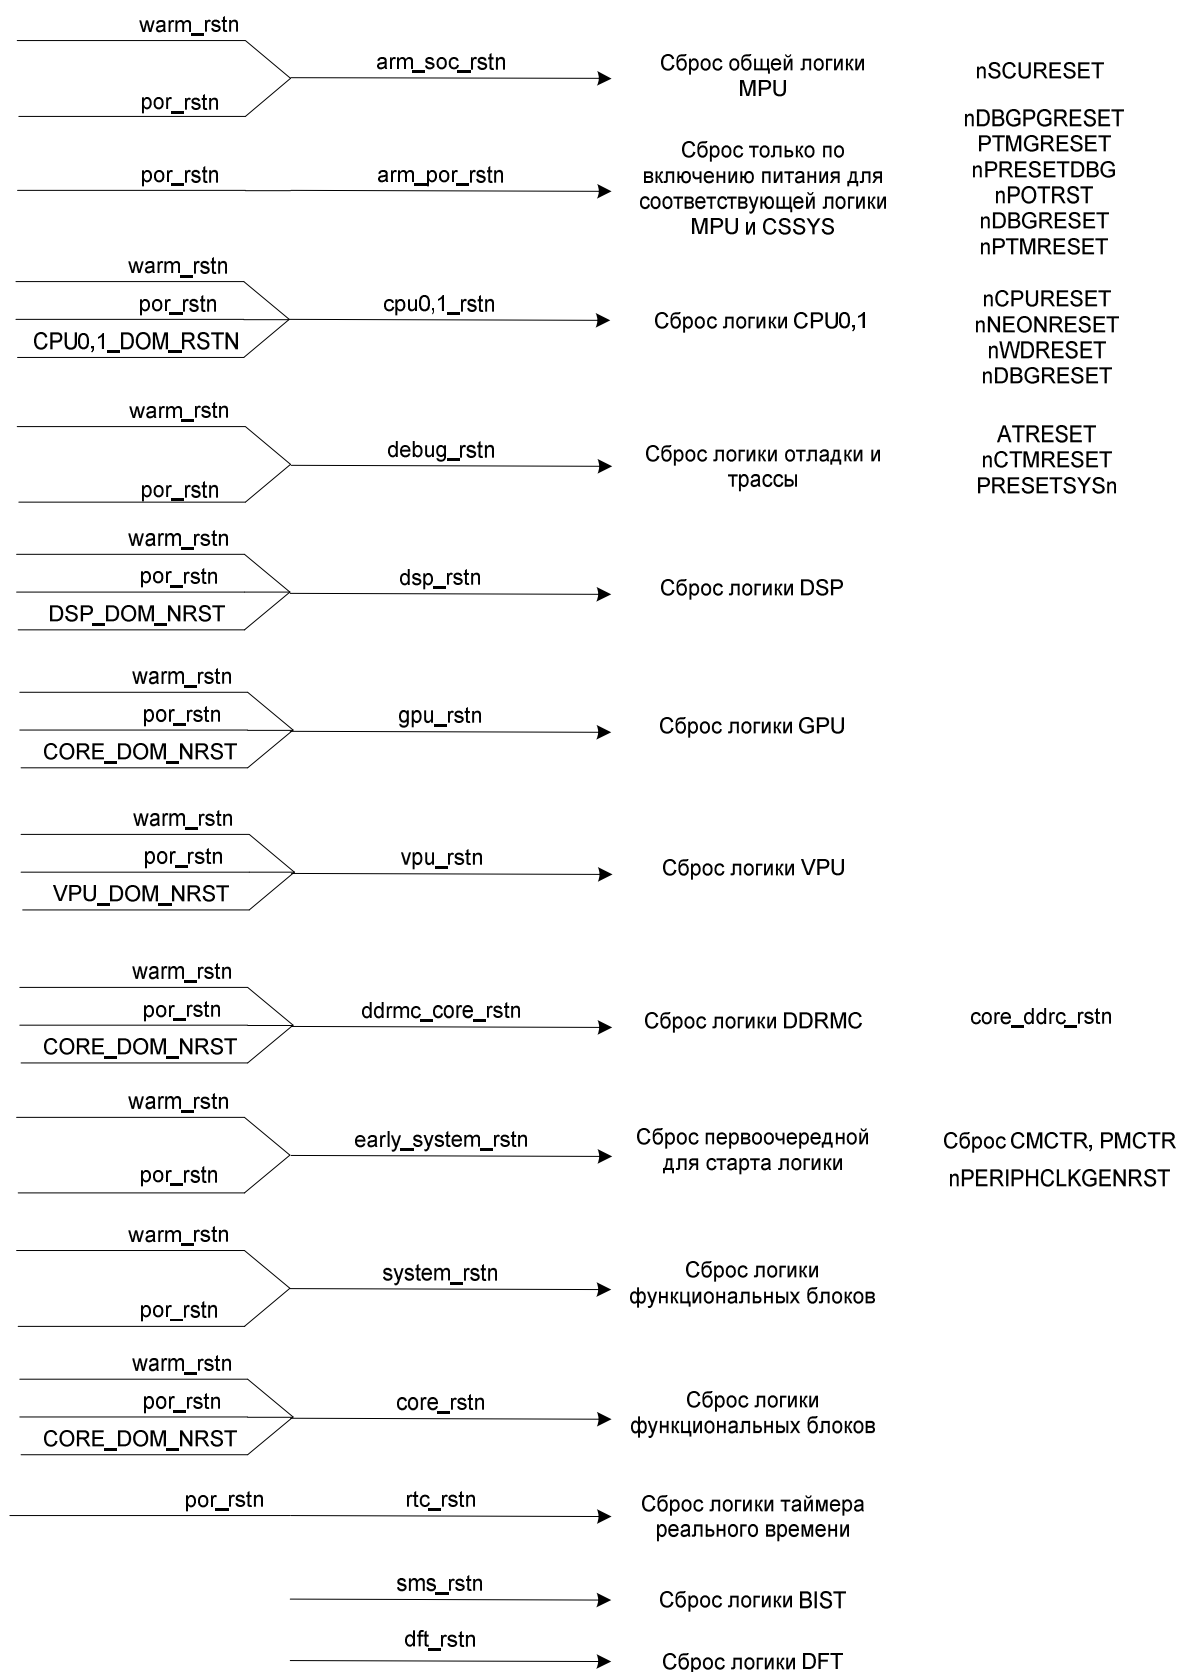 warm_rstn
por_rstn
arm_soc_rstn
Сброс общей логики
MPU
nSCURESET
por_rstn
arm_por_rstn
Сброс только по
включению питания для
соответствующей логики
MPU и CSSYS
nDBGPGRESET
PTMGRESET
nPRESETDBG
nPOTRST
nDBGRESET
nPTMRESET
warm_rstn
por_rstn
CPU0,1_DOM_RSTN
cpu0,1_rstn
Сброс логики CPU0,1
nCPURESET
nNEONRESET
nWDRESET
nDBGRESET
warm_rstn
por_rstn
debug_rstn
Сброс логики отладки и
трассы
ATRESET
nCTMRESET
PRESETSYSn
warm_rstn
por_rstn
DSP_DOM_NRST
dsp_rstn
Сброс логики DSP
warm_rstn
por_rstn
CORE_DOM_NRST
gpu_rstn
Сброс логики GPU
warm_rstn
por_rstn
VPU_DOM_NRST
vpu_rstn
Сброс логики VPU
warm_rstn
por_rstn
CORE_DOM_NRST
ddrmc_core_rstn
Сброс логики DDRMC
core_ddrc_rstn
warm_rstn
por_rstn
early_system_rstn
Сброс первоочередной
для старта логики
Сброс CMCTR, PMCTR
nPERIPHCLKGENRST
warm_rstn
por_rstn
system_rstn
Сброс логики
функциональных блоков
warm_rstn
por_rstn
CORE_DOM_NRST
core_rstn
Сброс логики
функциональных блоков
por_rstn
rtc_rstn
Сброс логики таймера
реального времени
sms_rstn
Сброс логики BIST
dft_rstn
Сброс логики DFT